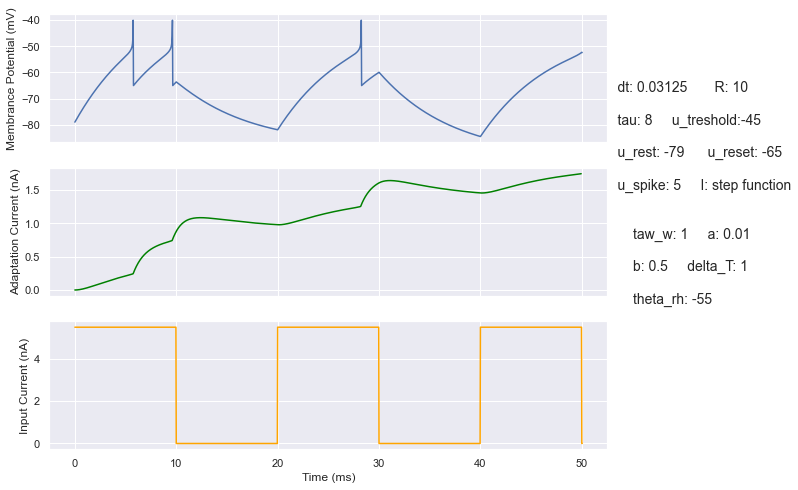 Membrance Potential (mV)
−40
−50
−60
−70
−80
Adaptation Current (nA)
1.5
1.0
0.5
0.0
Input Current (nA)
4
2
0
0 10 20 30 40 50
Time (ms)
dt: 0.03125 R: 10
tau: 8 u_treshold:-45
u_rest: -79 u_reset: -65
u_spike: 5 I: step function
taw_w: 1 a: 0.01
b: 0.5 delta_T: 1
theta_rh: -55